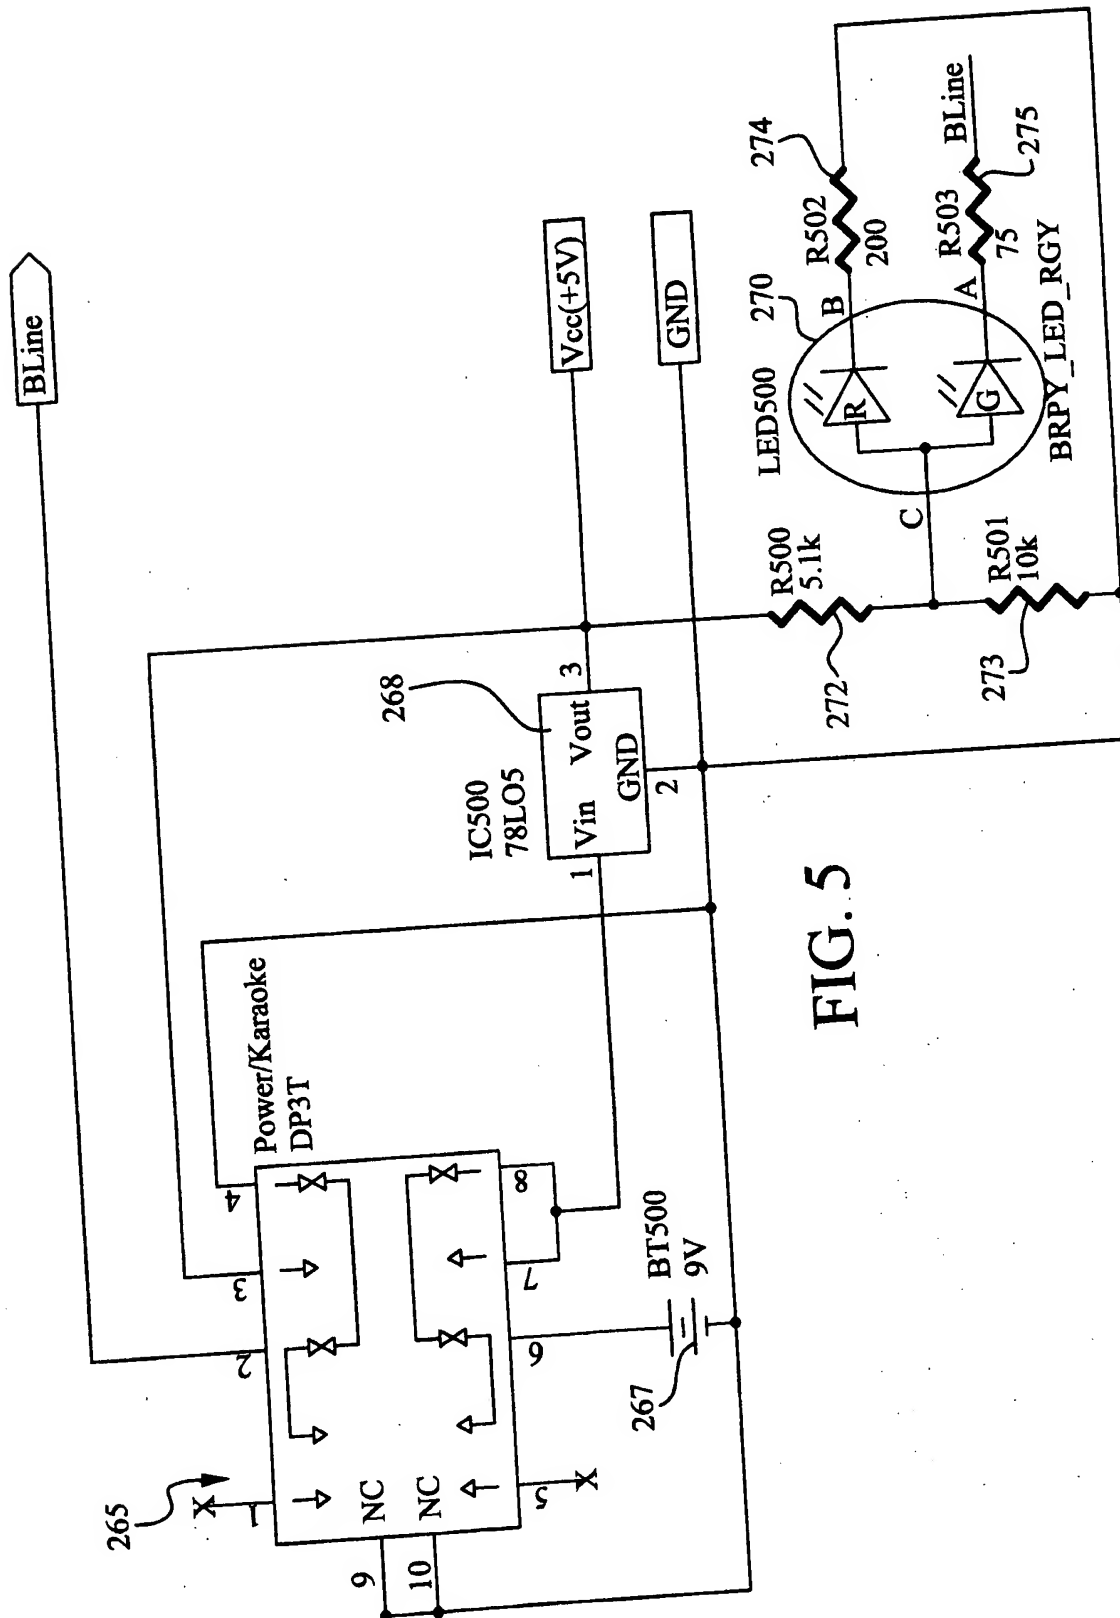 BLine
Vcc(+5V)
GND
265
X
1
2
3
4
Power/Karaoke
DP3T
NC
NC
9
10
5
6
7
8
X
267
BT500
9V
268
IC500
78LO5
Vin
Vout
GND
1
2
3
R500
5.1k
272
R501
10k
273
C
LED500
270
R
G
B
A
BRPY_LED_RGY
R502
200
274
R503
75
275
BLine
FIG. 5